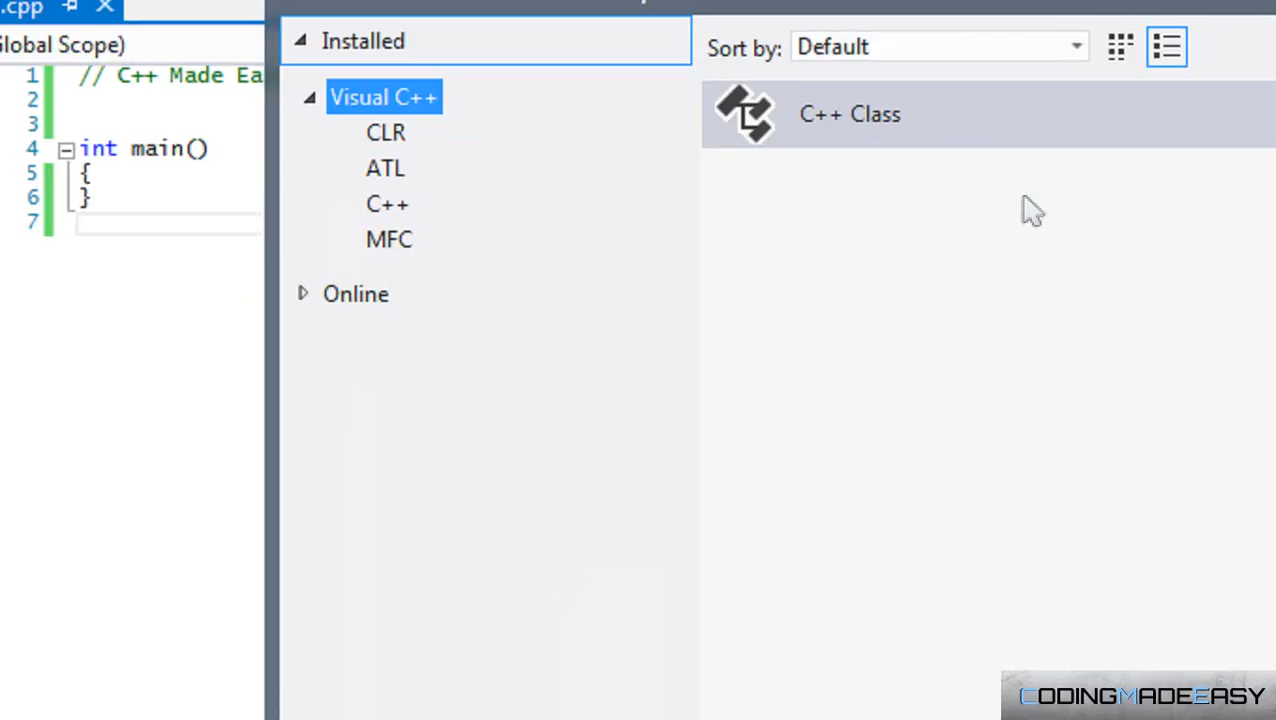 .cpp
Global Scope)
1 // C++ Made Ea
2
3
4 int main()
5 {
6 }
7
Installed
Visual C++
CLR
ATL
C++
MFC
Online
Sort by: Default
C++ Class
CODINGMADEEASY